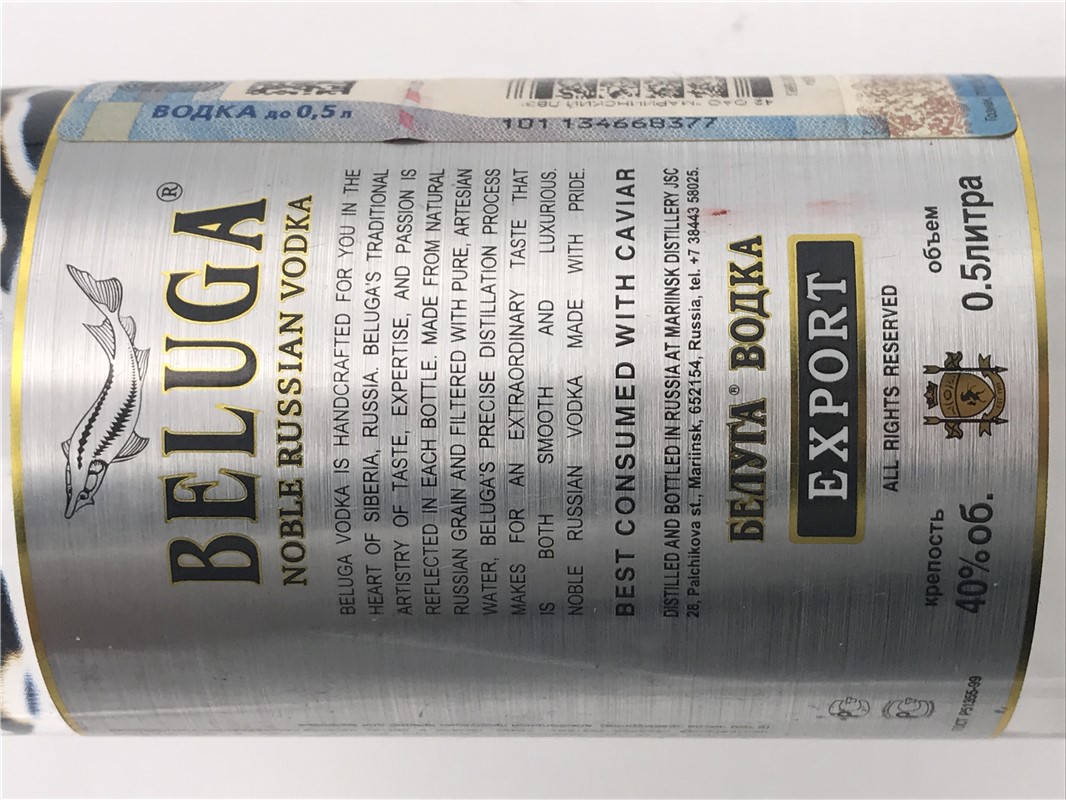 ВОДКА до 0,5 л
101 134668377
BELUGA®
NOBLE RUSSIAN VODKA
BELUGA VODKA IS HANDCRAFTED FOR YOU IN THE
HEART OF SIBERIA, RUSSIA. BELUGA'S TRADITIONAL
ARTISTRY OF TASTE, EXPERTISE, AND PASSION IS
REFLECTED IN EACH BOTTLE. MADE FROM NATURAL
RUSSIAN GRAIN AND FILTERED WITH PURE, ARTESIAN
WATER, BELUGA'S PRECISE DISTILLATION PROCESS
MAKES FOR AN EXTRAORDINARY TASTE THAT
IS BOTH SMOOTH AND LUXURIOUS.
NOBLE RUSSIAN VODKA MADE WITH PRIDE.
BEST CONSUMED WITH CAVIAR
DISTILLED AND BOTTLED IN RUSSIA AT MARIINSK DISTILLERY JSC
28, Palchikova st., Mariinsk, 652154, Russia, tel. +7 38443 58025.
БЕЛУГА® ВОДКА
EXPORT
ALL RIGHTS RESERVED
крепость
40%об.
объем
0.5литра
ГОСТ Р51355-99